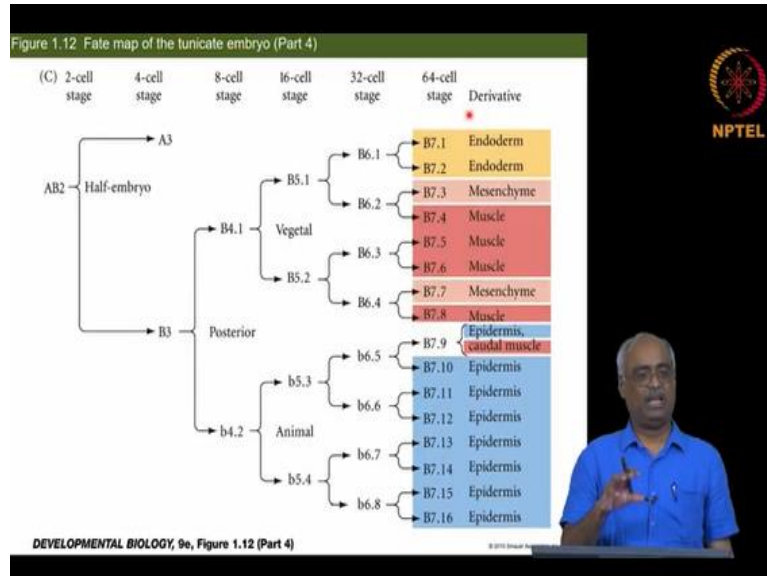 Figure 1.12 Fate map of the tunicate embryo (Part 4)
NPTEL
(C) 2-cell stage
4-cell stage
8-cell stage
16-cell stage
32-cell stage
64-cell stage
Derivative
AB2
Half-embryo
A3
B3
Posterior
B4.1
Vegetal
B5.1
B5.2
B6.1
B6.2
B6.3
B6.4
B7.1 Endoderm
B7.2 Endoderm
B7.3 Mesenchyme
B7.4 Muscle
B7.5 Muscle
B7.6 Muscle
B7.7 Mesenchyme
B7.8 Muscle
b4.2
Animal
b5.3
b5.4
b6.5
b6.6
b6.7
b6.8
B7.9 Epidermis,
caudal muscle
B7.10 Epidermis
B7.11 Epidermis
B7.12 Epidermis
B7.13 Epidermis
B7.14 Epidermis
B7.15 Epidermis
B7.16 Epidermis
DEVELOPMENTAL BIOLOGY, 9e, Figure 1.12 (Part 4)